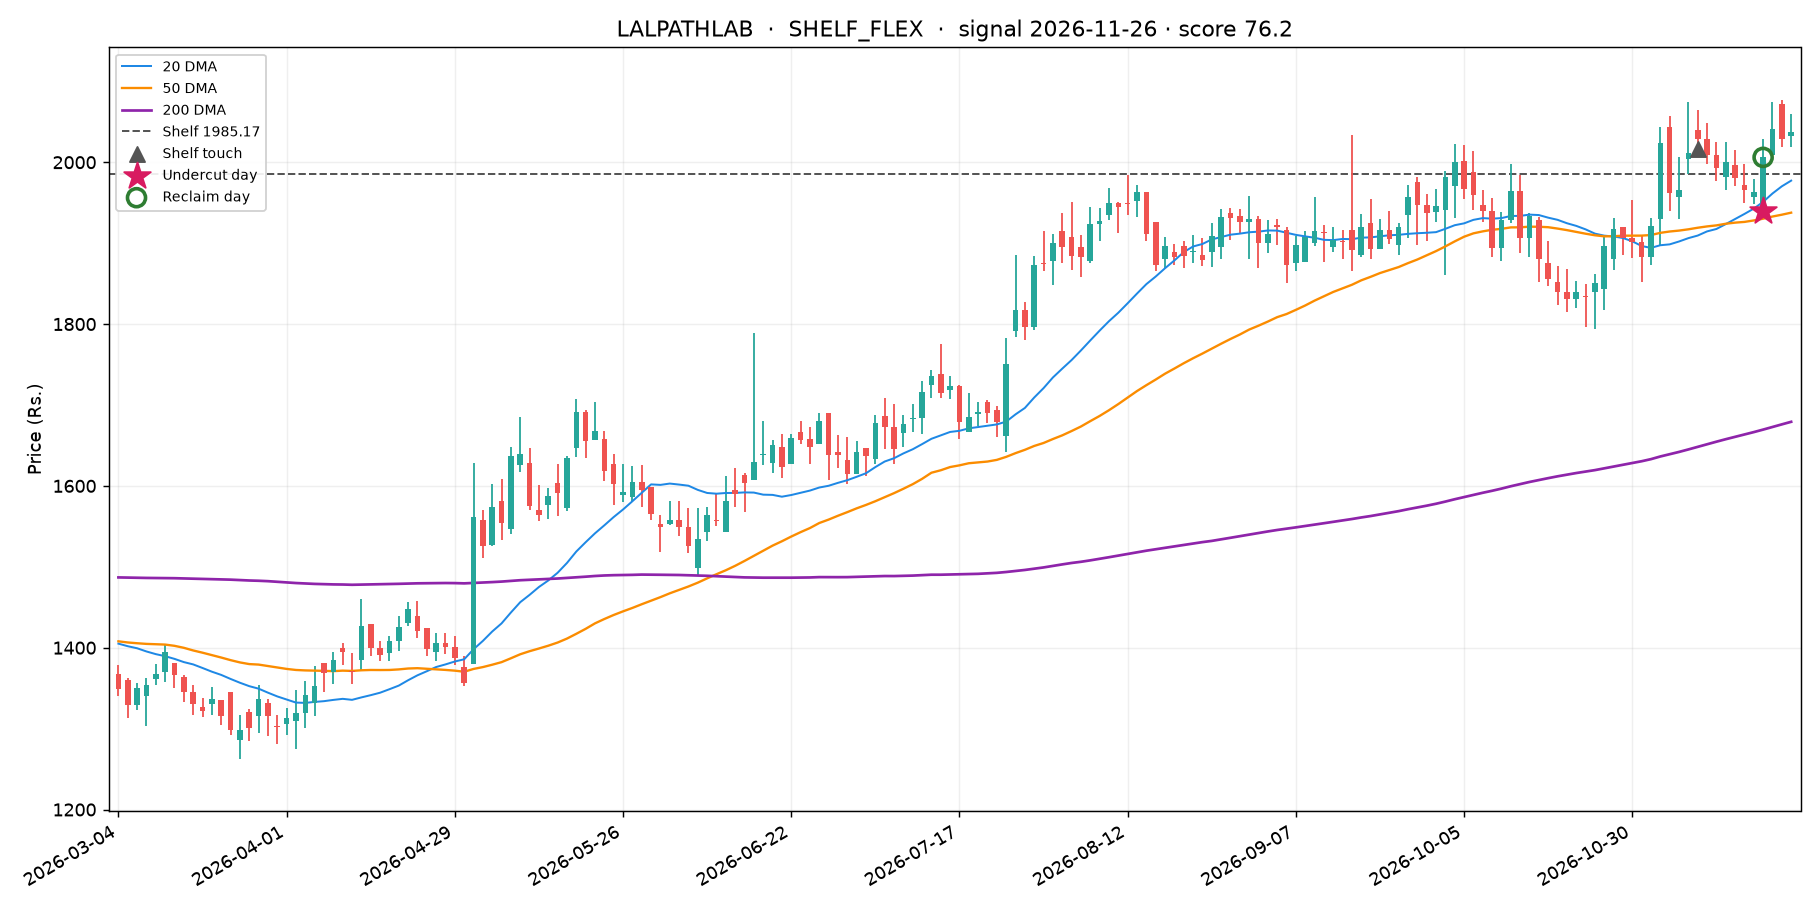 LALPATHLAB · SHELF_FLEX · signal 2026-11-26 · score 76.2
20 DMA
50 DMA
200 DMA
Shelf 1985.17
Shelf touch
Undercut day
Reclaim day
Price (Rs.)
2000
1800
1600
1400
1200
2026-03-04
2026-04-01
2026-04-29
2026-05-26
2026-06-22
2026-07-17
2026-08-12
2026-09-07
2026-10-05
2026-10-30